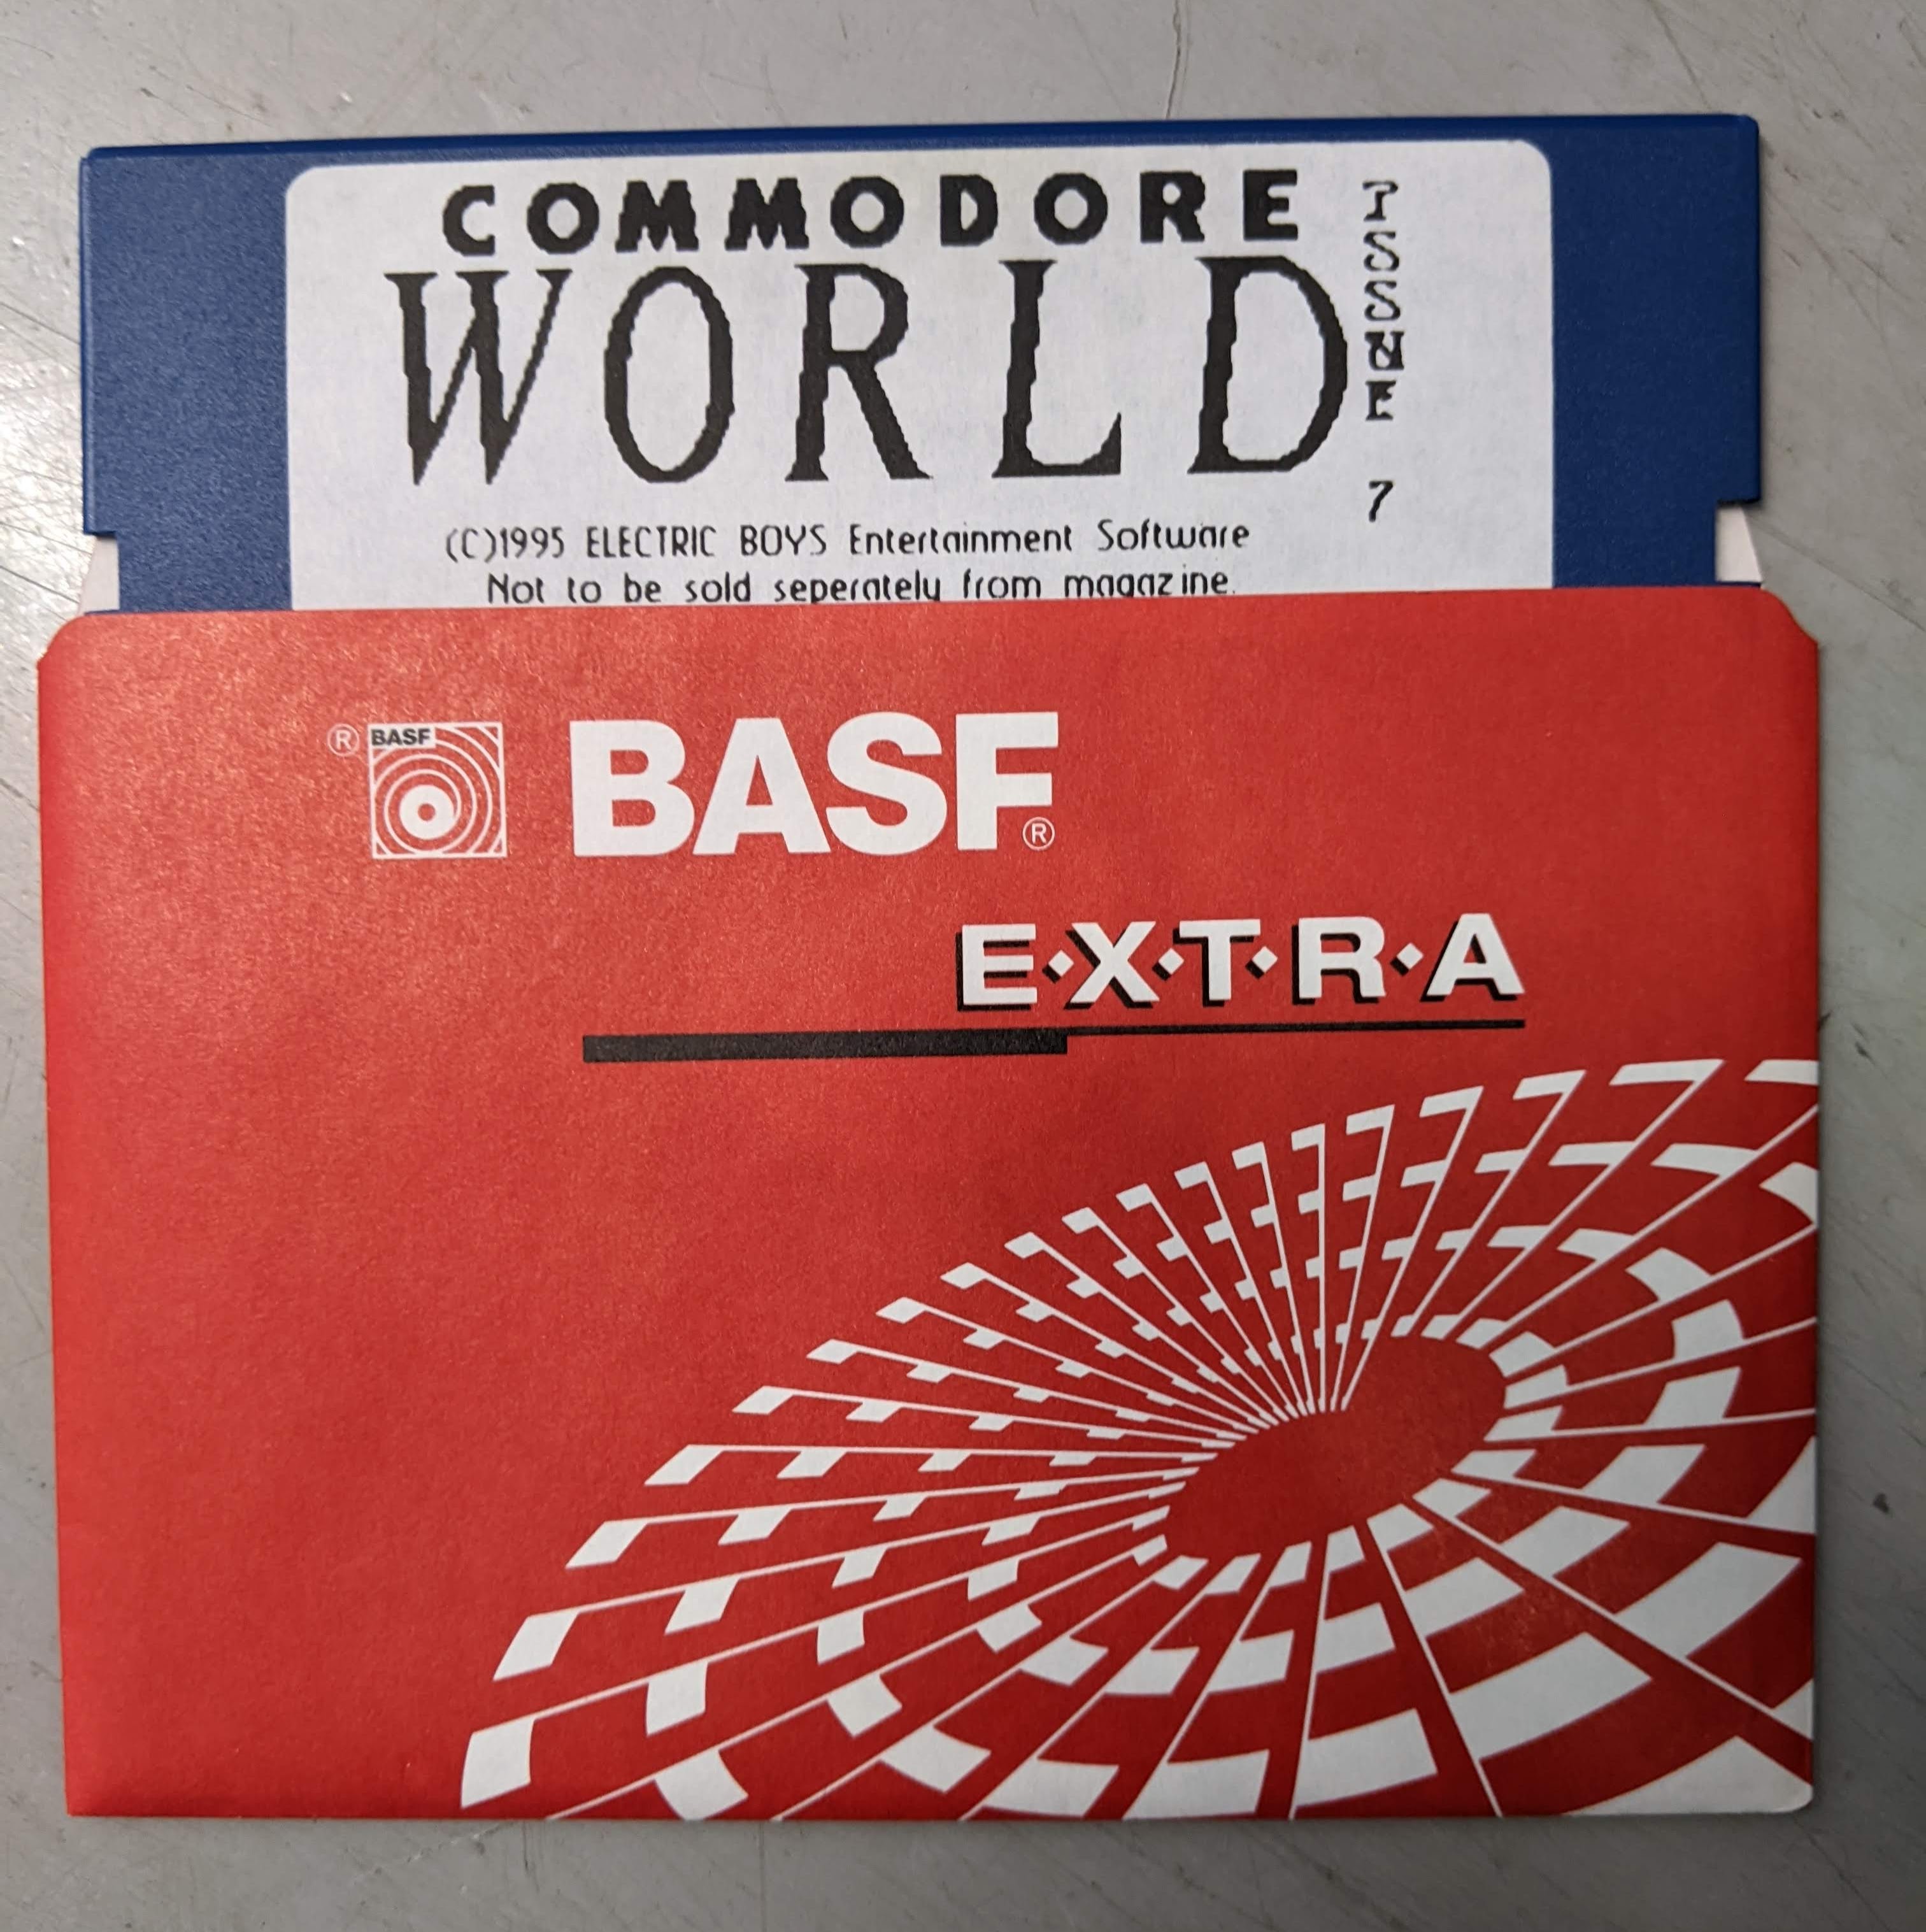 COMMODORE
WORLD
ISSUE 7
(C)1995 ELECTRIC BOYS Entertainment Software
Not to be sold seperately from magazine.
® BASF BASF®
E·X·T·R·A